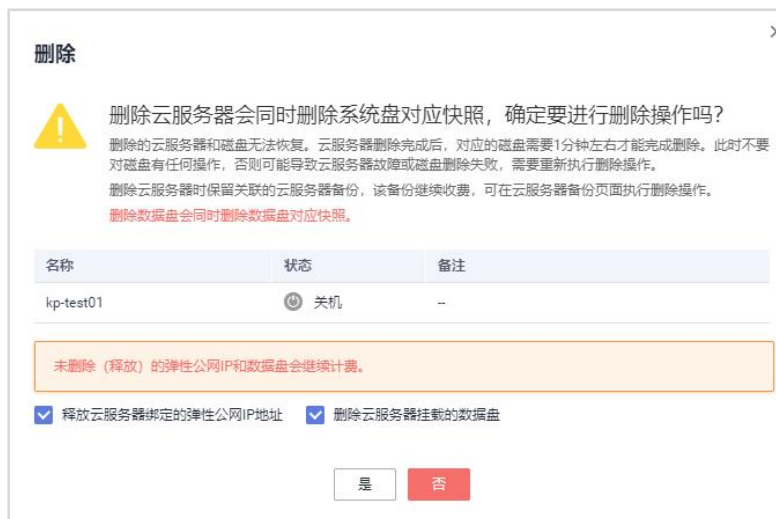 删除
删除云服务器会同时删除系统盘对应快照，确定要进行删除操作吗？
删除的云服务器和磁盘无法恢复。云服务器删除完成后，对应的磁盘需要1分钟左右才能完成删除。此时不要
对磁盘有任何操作，否则可能导致云服务器故障或磁盘删除失败，需要重新执行删除操作。
删除云服务器时保留关联的云服务器备份，该备份继续收费，可在云服务器备份页面执行删除操作。
删除数据盘会同时删除数据盘对应快照。
名称 状态 备注
kp-test01 关机 --
未删除（释放）的弹性公网IP和数据盘会继续计费。
释放云服务器绑定的弹性公网IP地址 删除云服务器挂载的数据盘
是 否